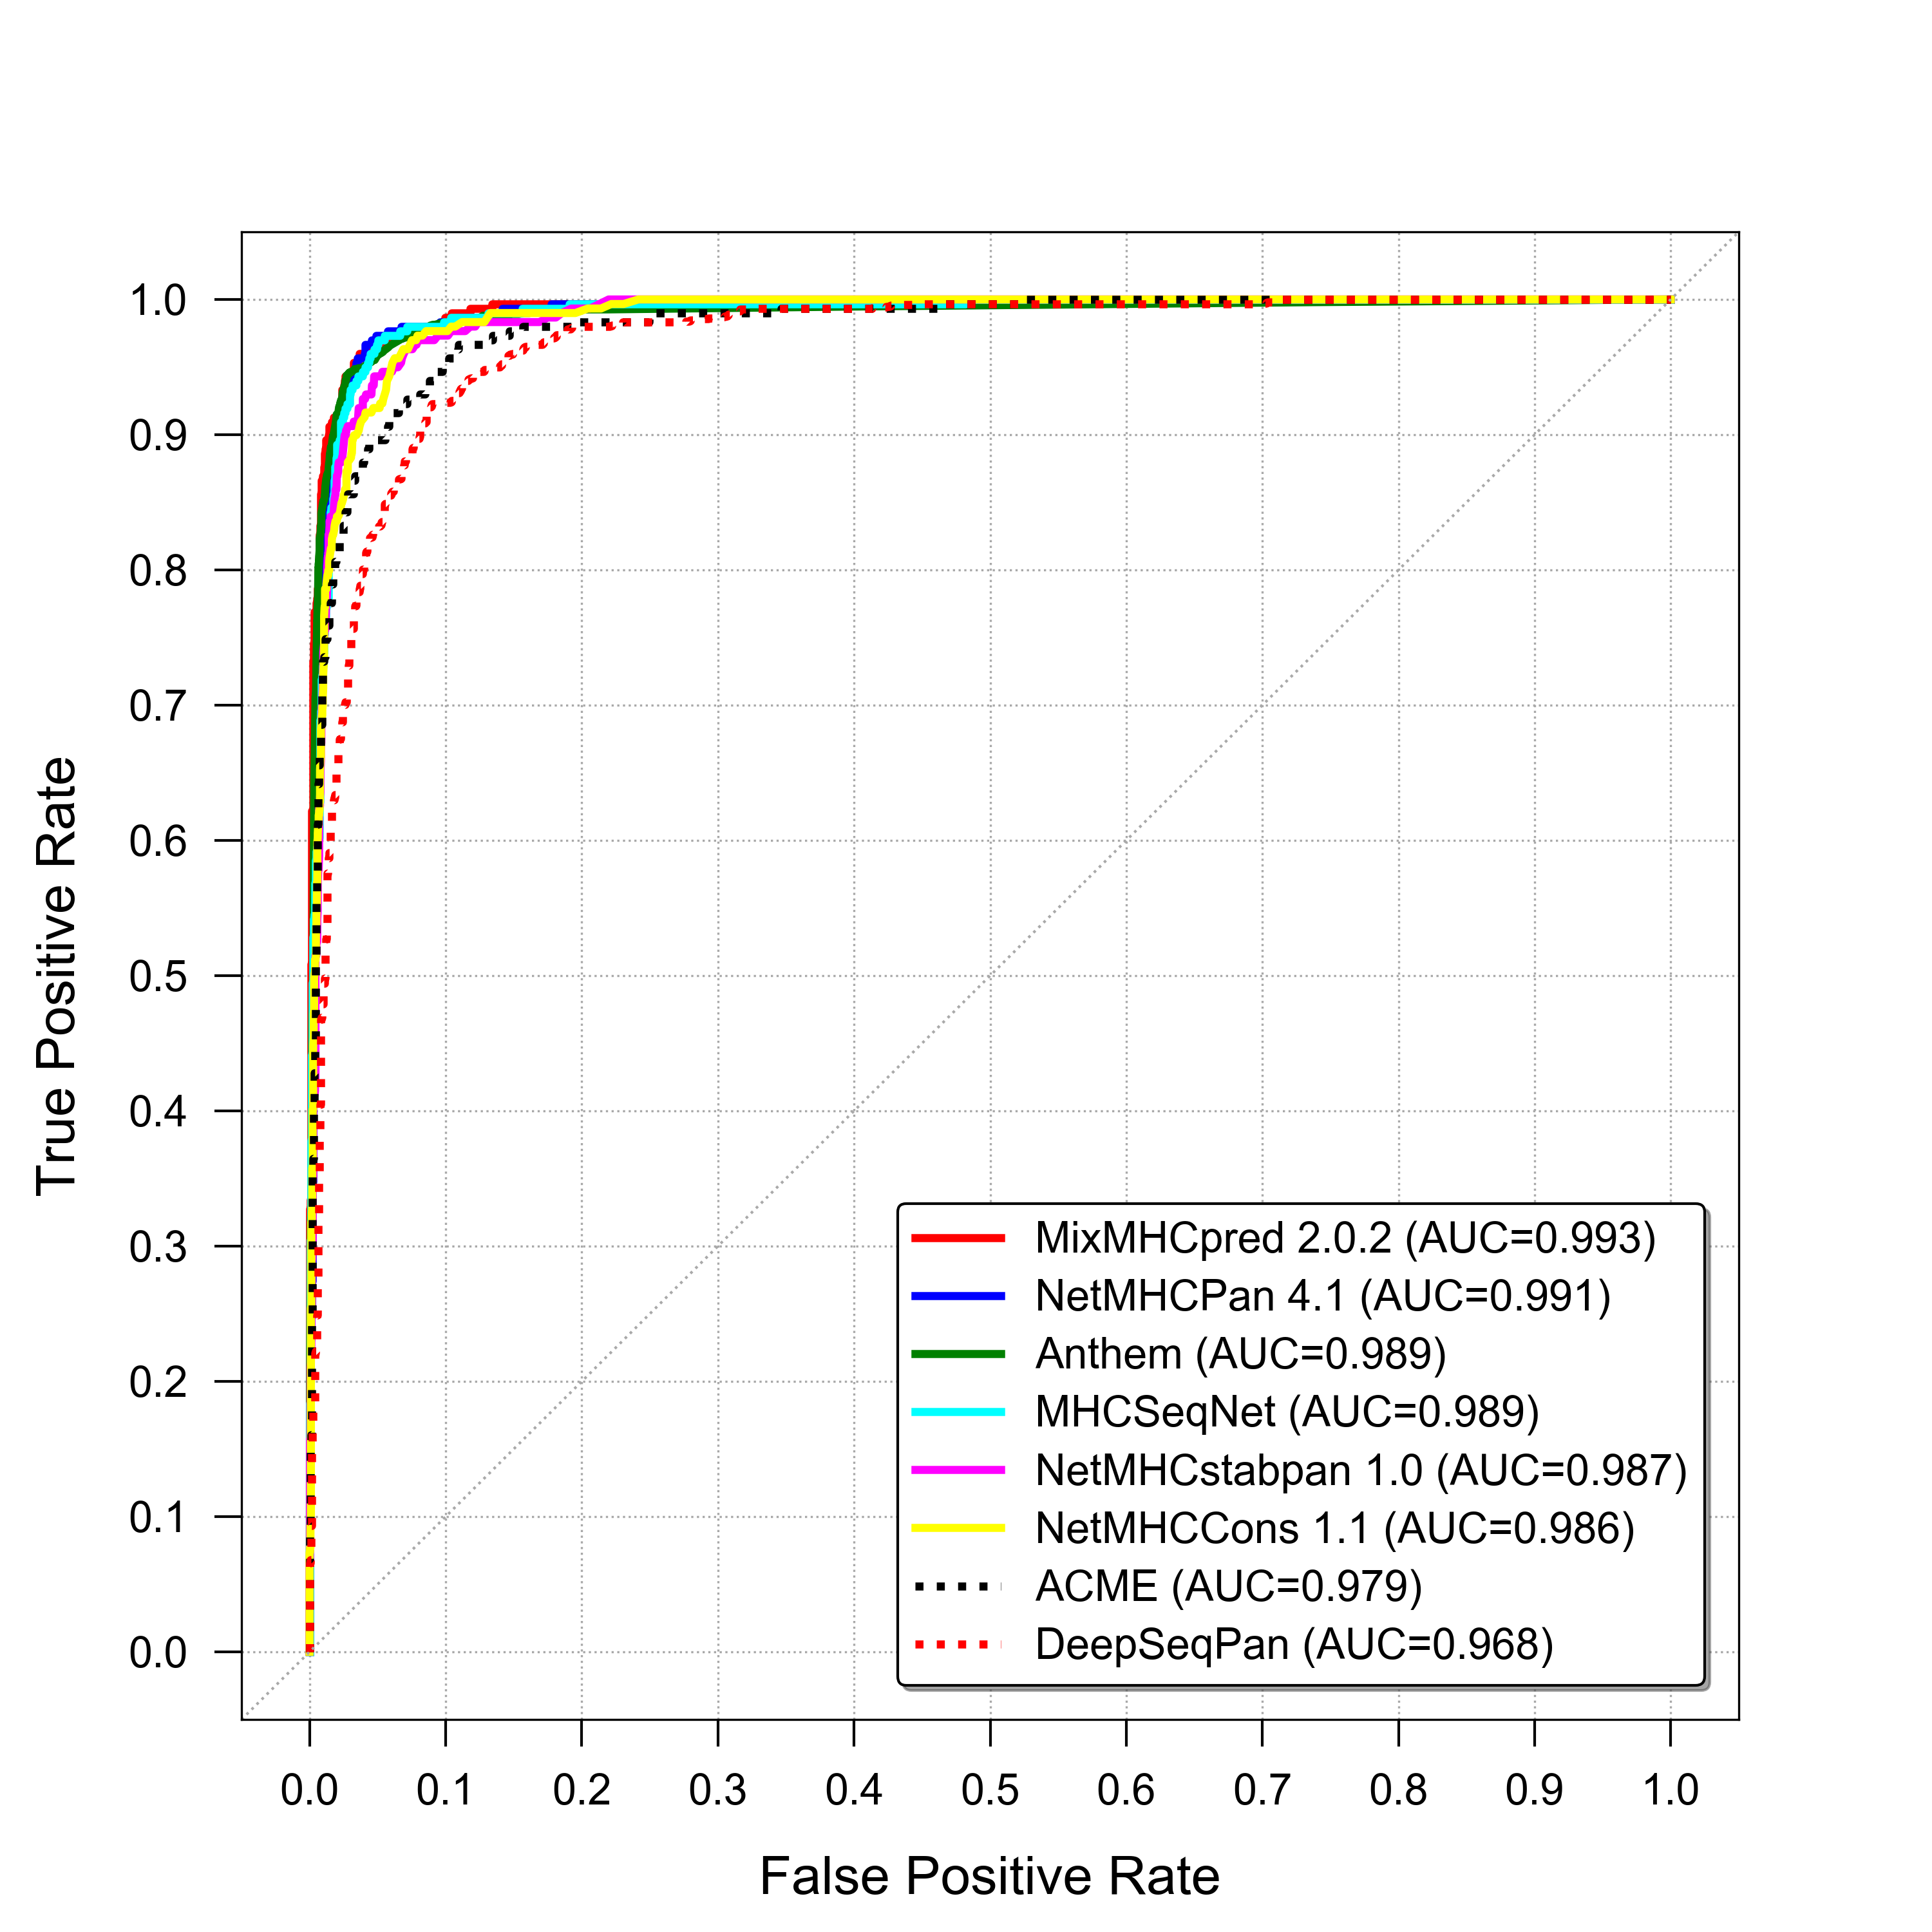 1.0
0.9
0.8
0.7
0.6
0.5
0.4
0.3
0.2
0.1
0.0
True Positive Rate
MixMHCpred 2.0.2 (AUC=0.993)
NetMHCPan 4.1 (AUC=0.991)
Anthem (AUC=0.989)
MHCSeqNet (AUC=0.989)
NetMHCstabpan 1.0 (AUC=0.987)
NetMHCCons 1.1 (AUC=0.986)
ACME (AUC=0.979)
DeepSeqPan (AUC=0.968)
0.0 0.1 0.2 0.3 0.4 0.5 0.6 0.7 0.8 0.9 1.0
False Positive Rate